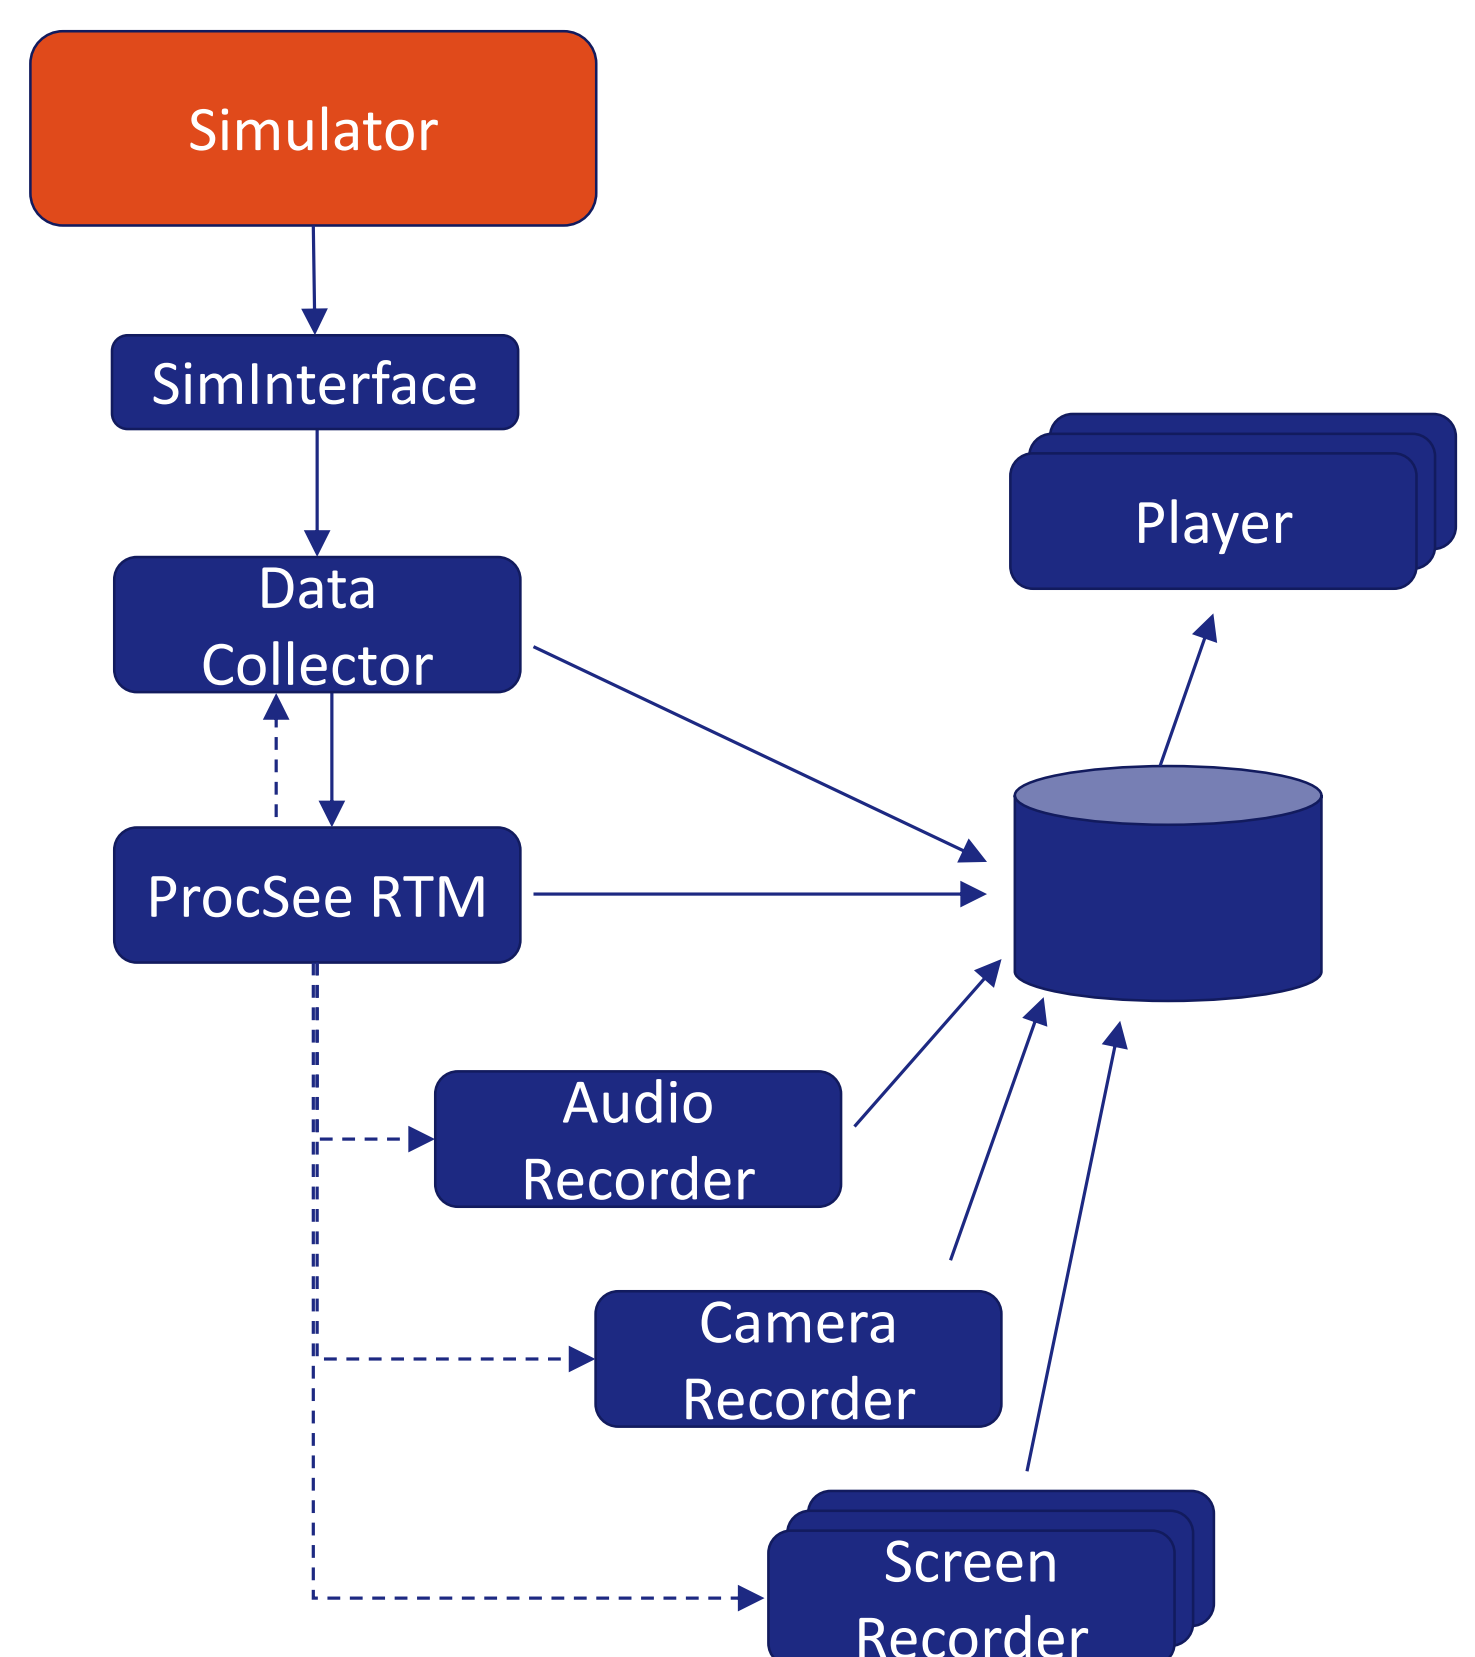 Simulator
SimInterface
Player
Data
Collector
ProcSee RTM
Audio
Recorder
Camera
Recorder
Screen
Recorder